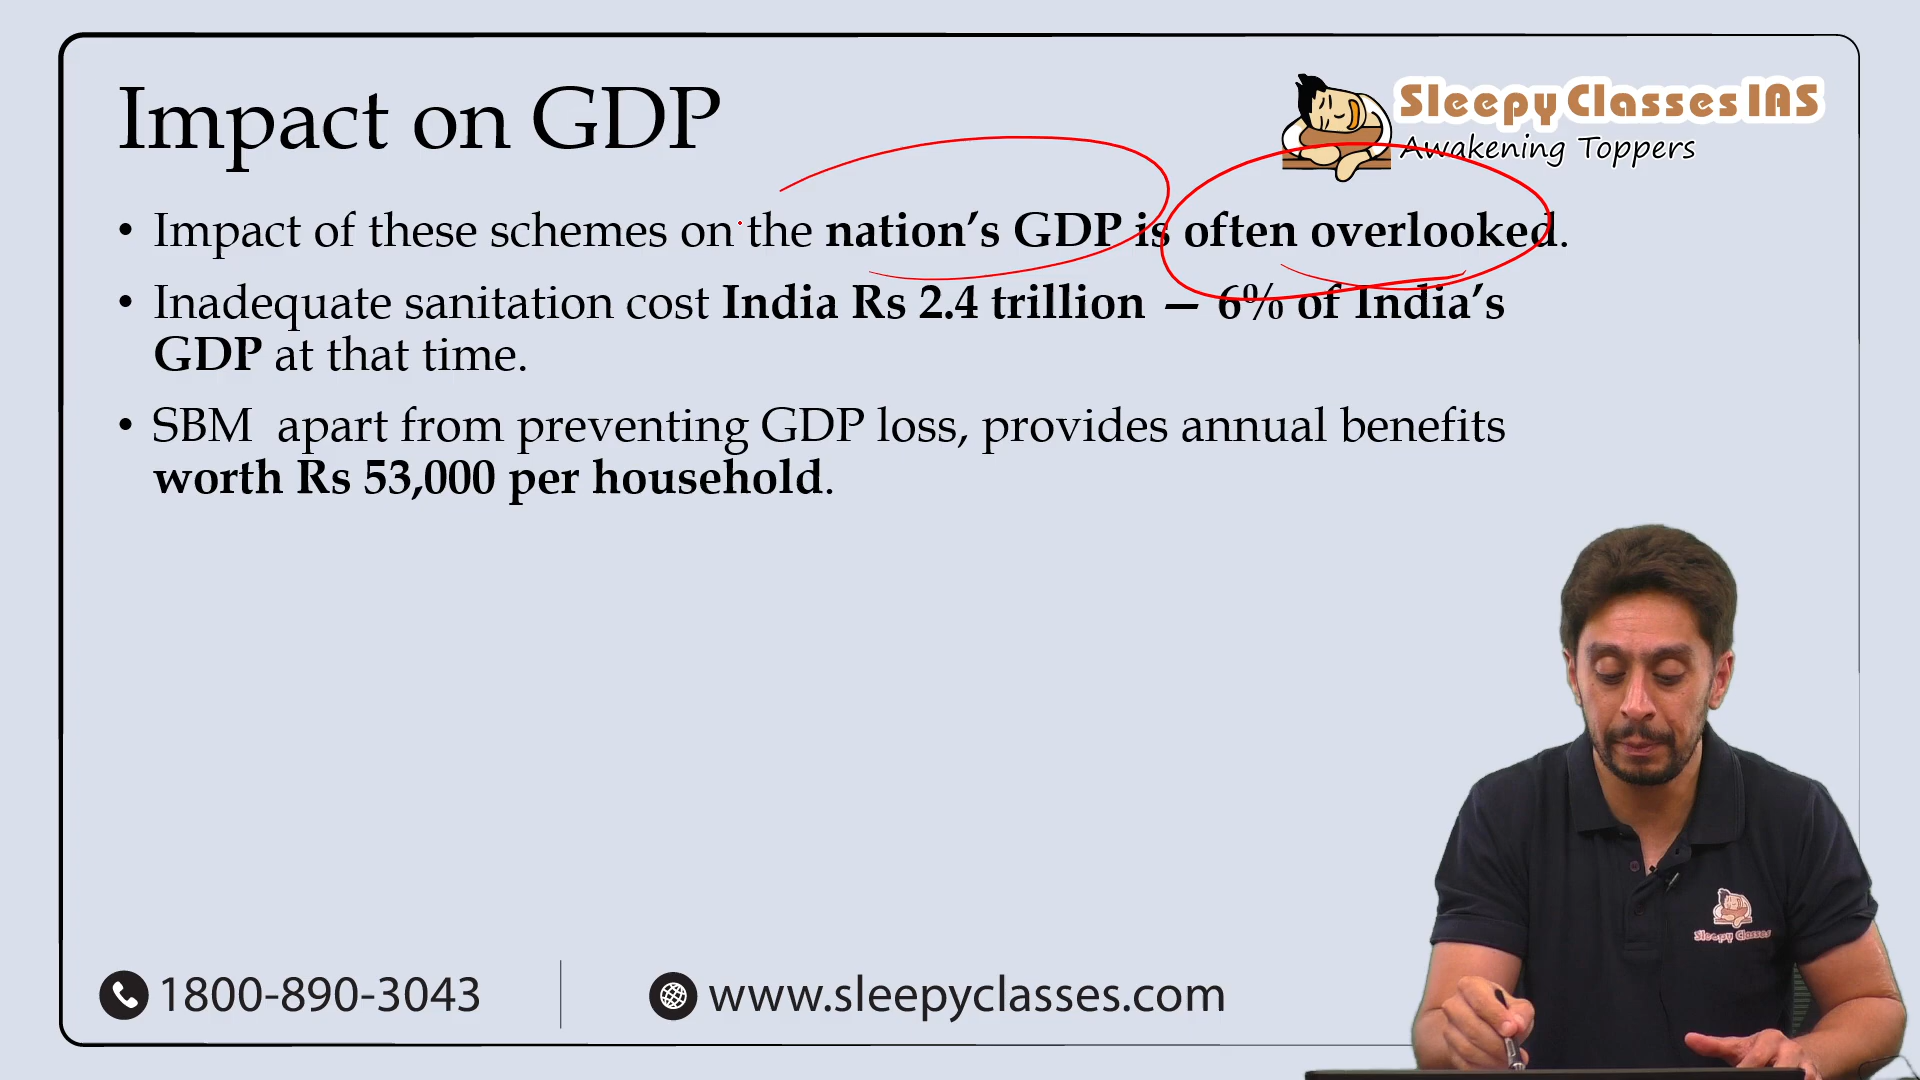 Impact on GDP
Sleepy Classes IAS
Awakening Toppers
• Impact of these schemes on the nation’s GDP is often overlooked.
• Inadequate sanitation cost India Rs 2.4 trillion — 6% of India’s
GDP at that time.
• SBM  apart from preventing GDP loss, provides annual benefits
worth Rs 53,000 per household.
Sleepy Classes
1800-890-3043
www.sleepyclasses.com